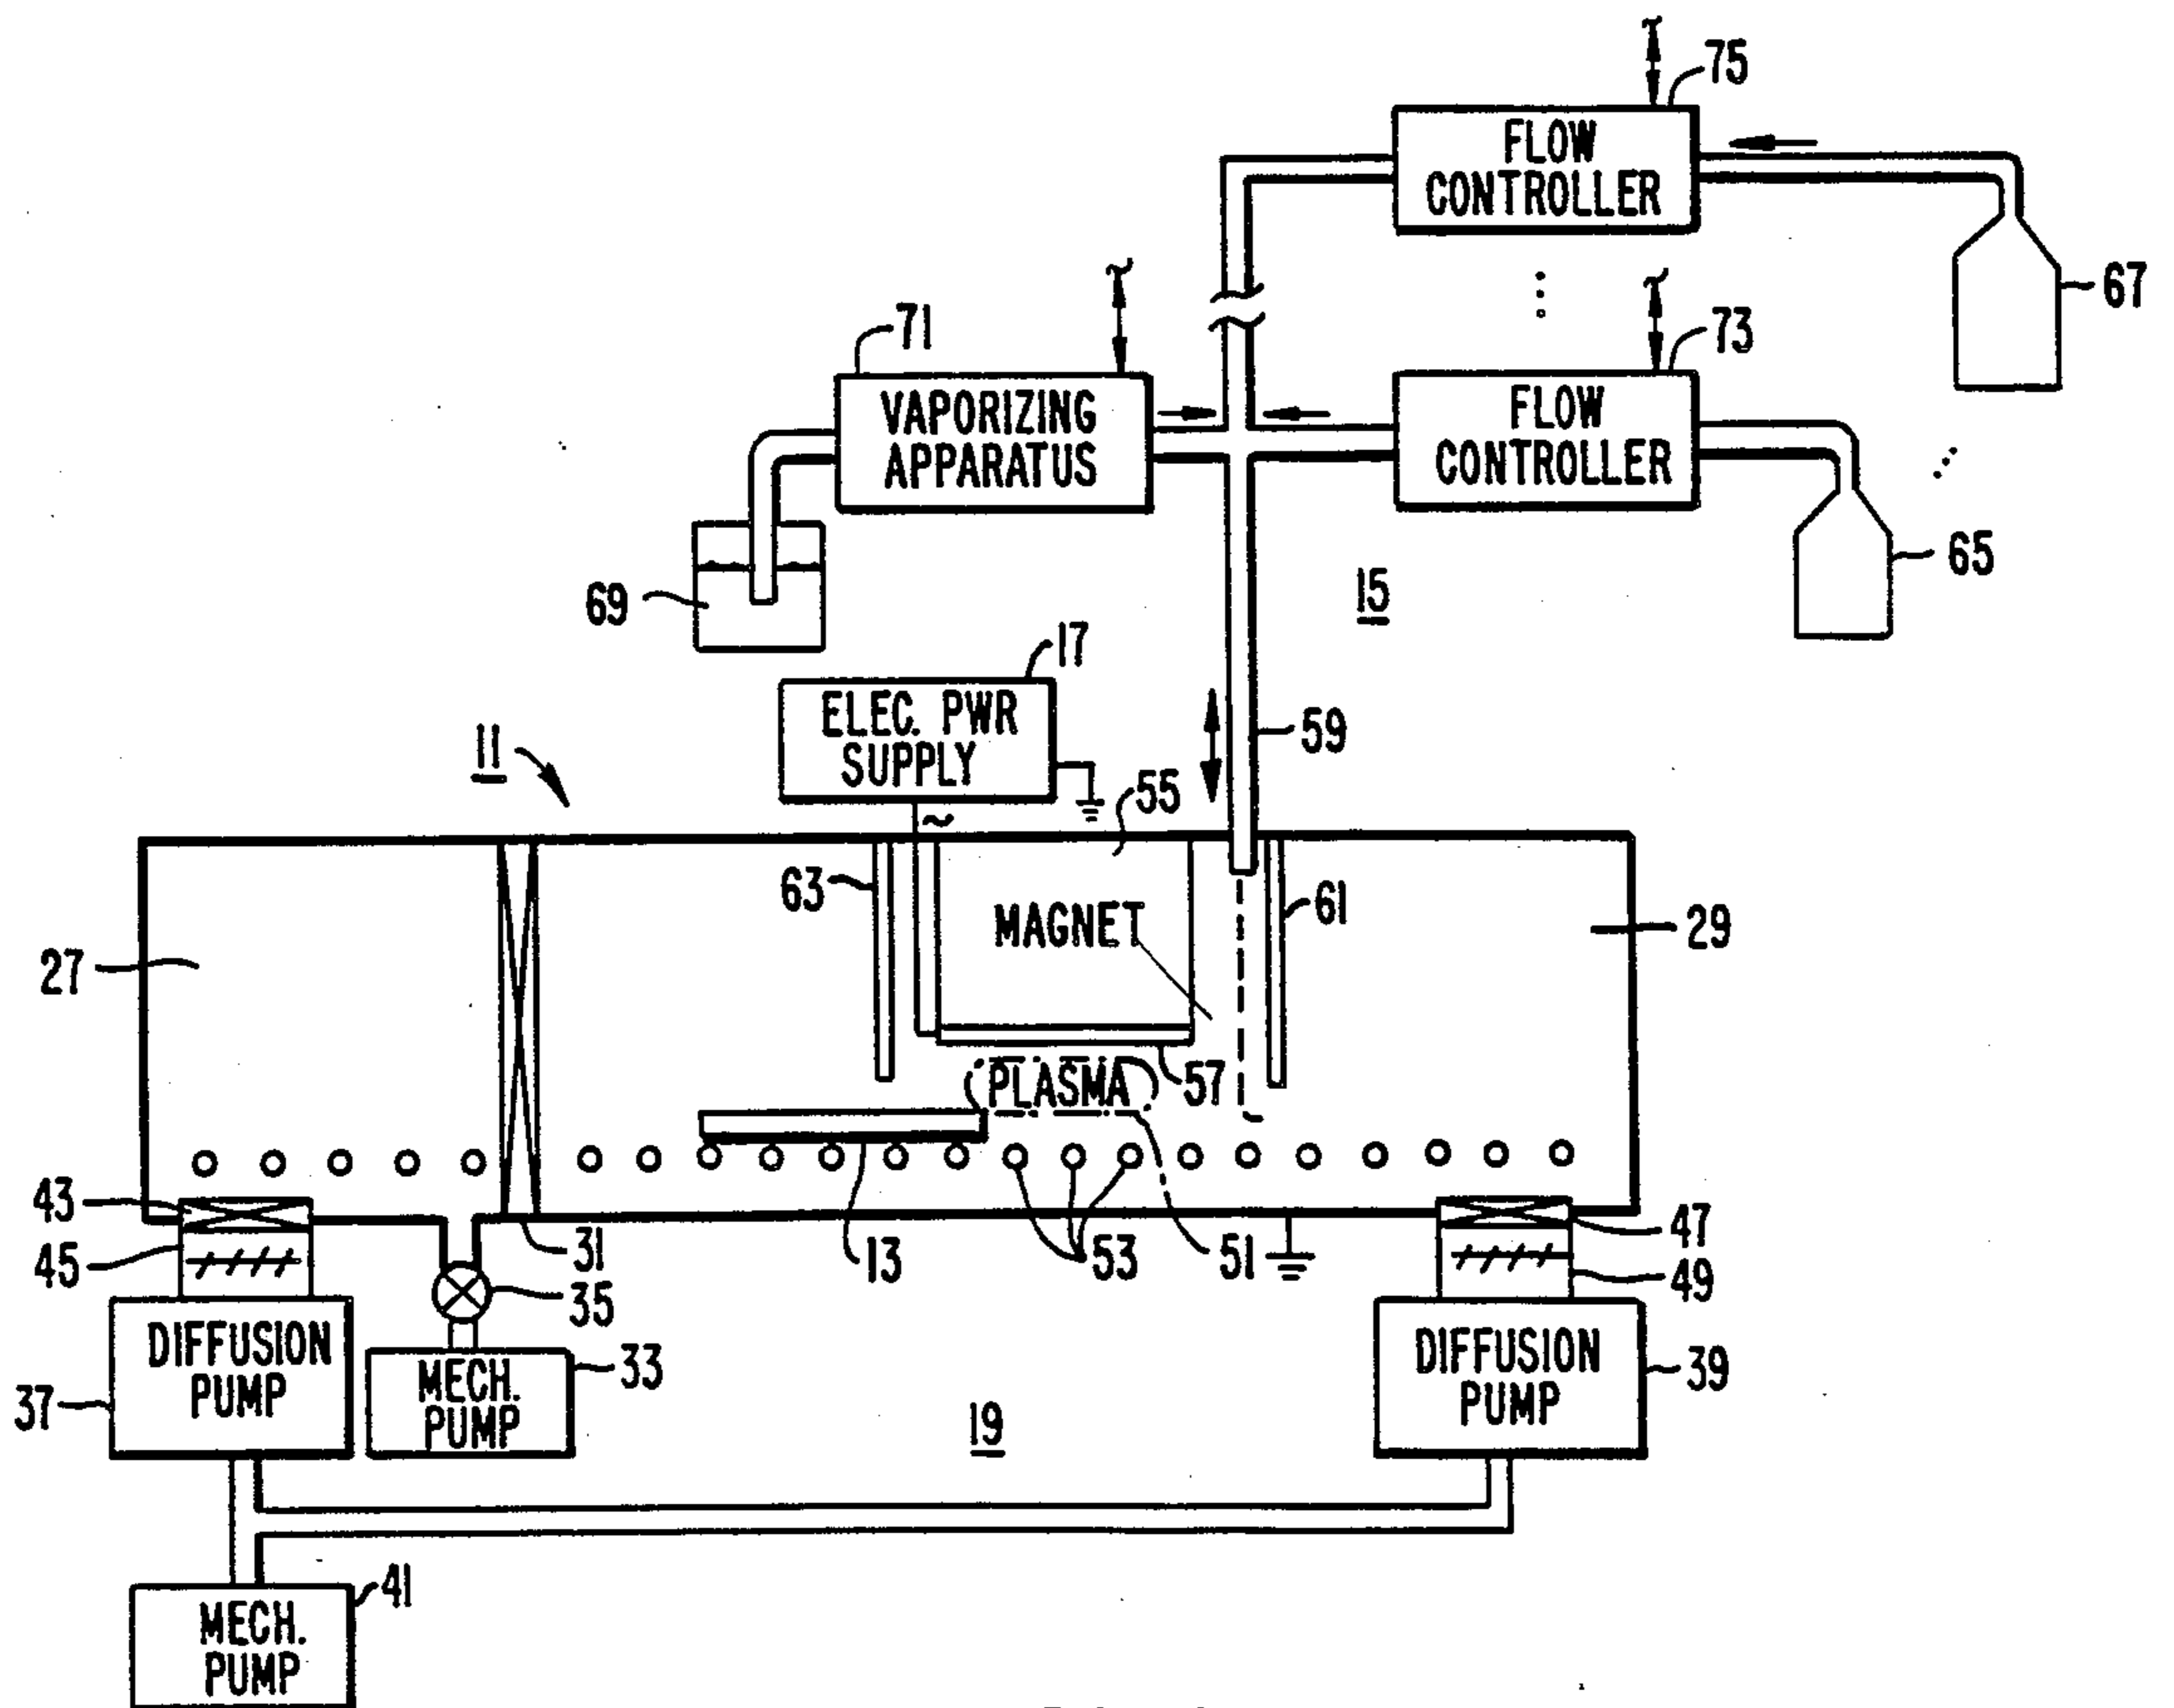 75
FLOW
CONTROLLER
67
71
73
VAPORIZING
APPARATUS
FLOW
CONTROLLER
65
69
15
17
ELEC. PWR
SUPPLY
59
11
55
63
61
MAGNET
27
29
PLASMA
57
43
47
45
31
13
53
51
49
35
DIFFUSION
PUMP
37
MECH.
PUMP
33
19
DIFFUSION
PUMP
39
41
MECH.
PUMP